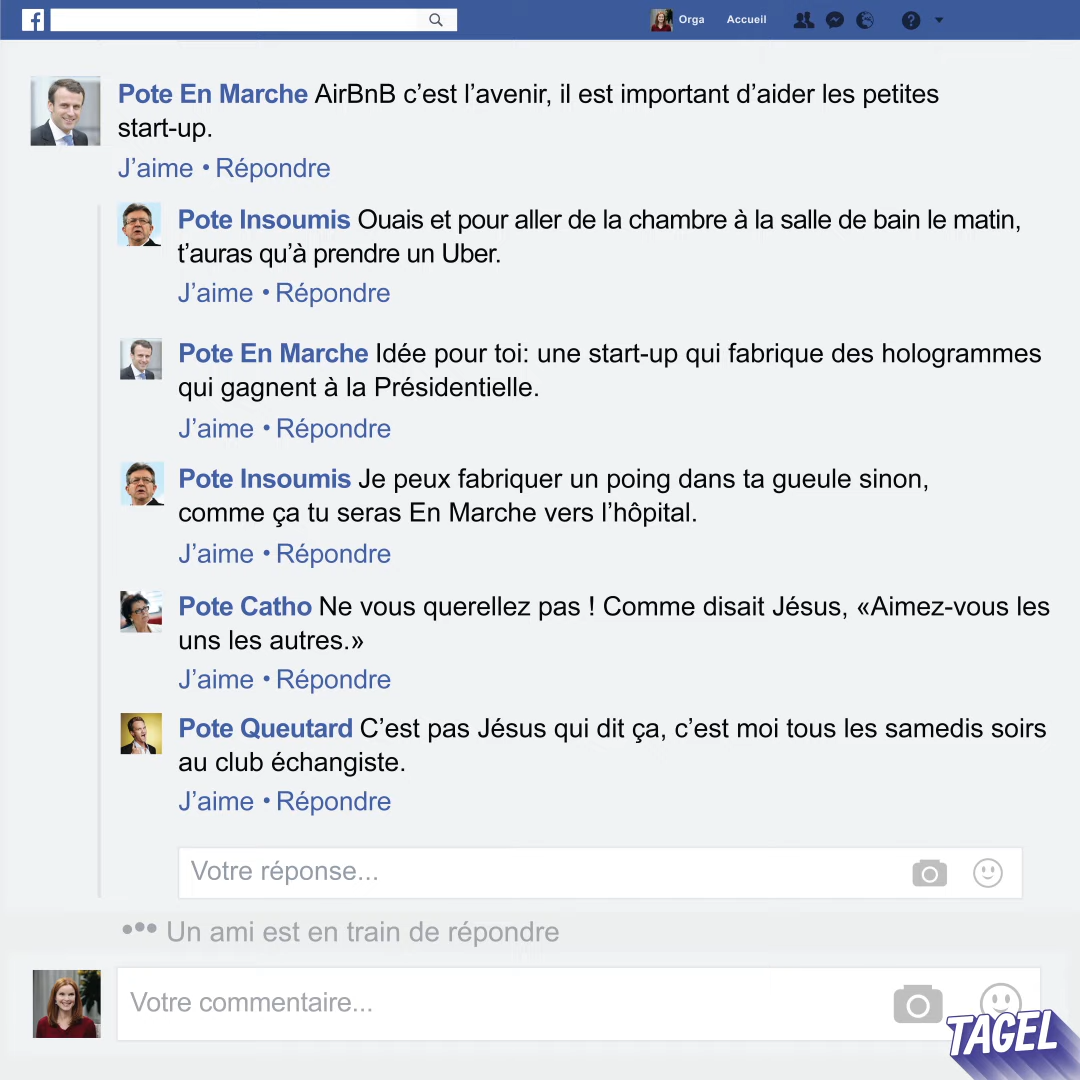 f
Orga Accueil
Pote En Marche AirBnB c’est l’avenir, il est important d’aider les petites
start-up.
J’aime • Répondre
Pote Insoumis Ouais et pour aller de la chambre à la salle de bain le matin,
t’auras qu’à prendre un Uber.
J’aime • Répondre
Pote En Marche Idée pour toi: une start-up qui fabrique des hologrammes
qui gagnent à la Présidentielle.
J’aime • Répondre
Pote Insoumis Je peux fabriquer un poing dans ta gueule sinon,
comme ça tu seras En Marche vers l’hôpital.
J’aime • Répondre
Pote Catho Ne vous querellez pas ! Comme disait Jésus, «Aimez-vous les
uns les autres.»
J’aime • Répondre
Pote Queutard C’est pas Jésus qui dit ça, c’est moi tous les samedis soirs
au club échangiste.
J’aime • Répondre
Votre réponse...
Un ami est en train de répondre
Votre commentaire...
TAGEL